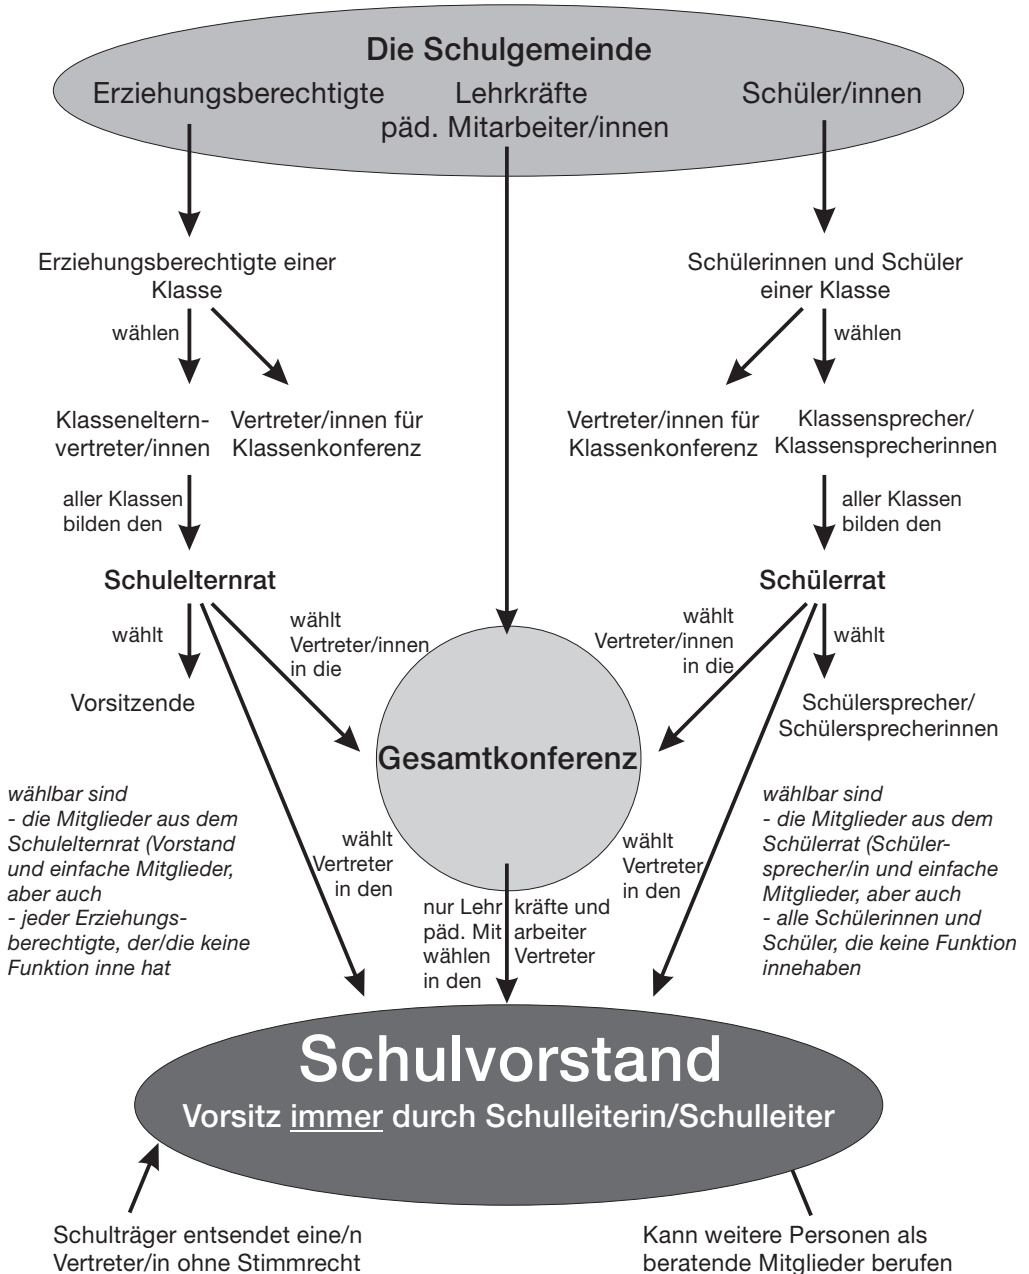 Die Schulgemeinde
Erziehungsberechtigte
Lehrkräfte
päd. Mitarbeiter/innen
Schüler/innen
Erziehungsberechtigte einer
Klasse
wählen
Klasseneltern-
vertreter/innen
Vertreter/innen für
Klassenkonferenz
aller Klassen
bilden den
Schulelternrat
wählt
Vorsitzende
wählt
Vertreter/innen
in die
Schülerinnen und Schüler
einer Klasse
wählen
Vertreter/innen für
Klassenkonferenz
Klassensprecher/
Klassensprecherinnen
aller Klassen
bilden den
Schülerrat
wählt
Vertreter/innen
in die
wählt
Schülersprecher/
Schülersprecherinnen
Gesamtkonferenz
wählbar sind
- die Mitglieder aus dem
Schulelternrat (Vorstand
und einfache Mitglieder,
aber auch
- jeder Erziehungs-
berechtigte, der/die keine
Funktion inne hat
wählt
Vertreter
in den
nur Lehr kräfte und
päd. Mit arbeiter
wählen Vertreter
in den
wählt
Vertreter
in den
wählbar sind
- die Mitglieder aus dem
Schülerrat (Schüler-
sprecher/in und einfache
Mitglieder, aber auch
- alle Schülerinnen und
Schüler, die keine Funktion
innehaben
Schulvorstand
Vorsitz immer durch Schulleiterin/Schulleiter
Schulträger entsendet eine/n
Vertreter/in ohne Stimmrecht
Kann weitere Personen als
beratende Mitglieder berufen